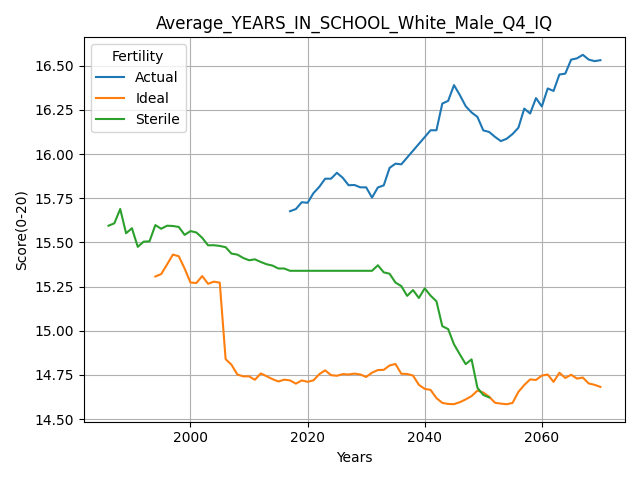 Average_YEARS_IN_SCHOOL_White_Male_Q4_IQ
Fertility
Actual
Ideal
Sterile
Score(0-20)
16.50
16.25
16.00
15.75
15.50
15.25
15.00
14.75
14.50
2000
2020
2040
2060
Years